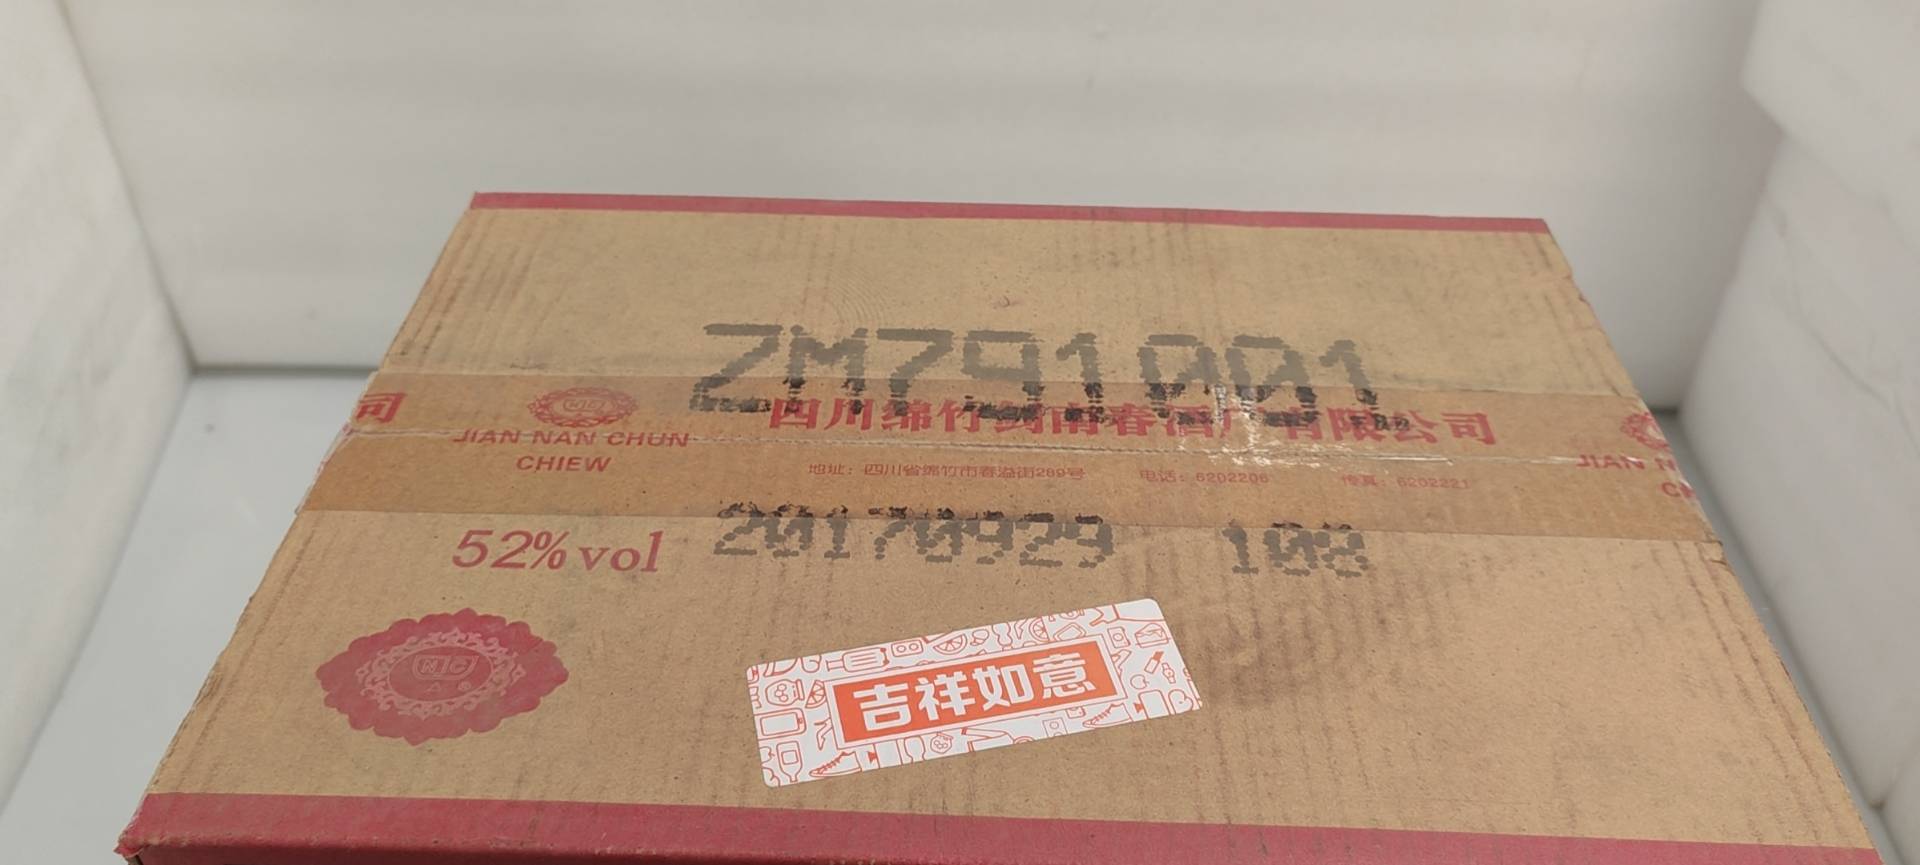 ZM791001
司
JIAN NAN CHUN
CHIEW
四川绵竹剑南春酒厂有限公司
地址：四川省绵竹市春溢街289号 电话：6202206 传真：6202221
JIAN N
CH
20170929 108
52%vol
吉祥如意